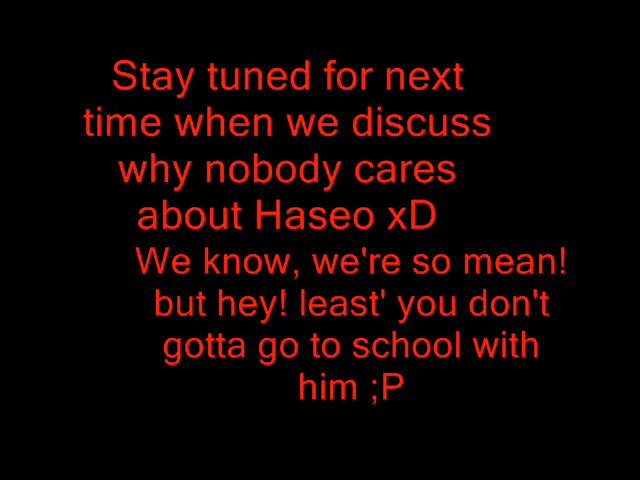 Stay tuned for next
time when we discuss
why nobody cares
about Haseo xD
We know, we're so mean!
but hey! least' you don't
gotta go to school with
him ;P